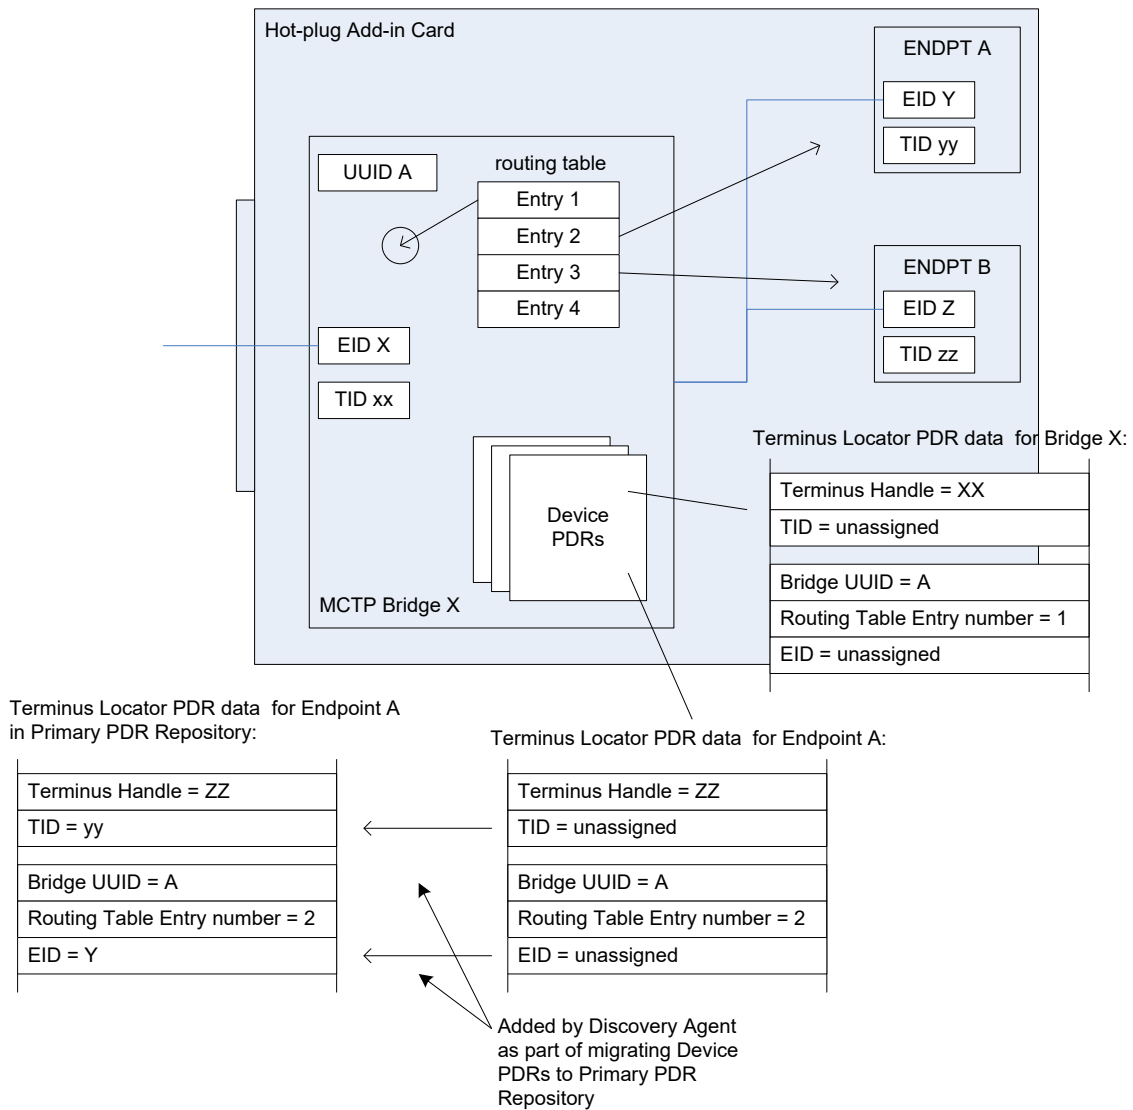 Hot-plug Add-in Card
ENDPT A
EID Y
TID yy
UUID A
routing table
Entry 1
Entry 2
Entry 3
Entry 4
ENDPT B
EID Z
TID zz
EID X
TID xx
Device
PDRs
MCTP Bridge X
Terminus Locator PDR data  for Bridge X:
Terminus Handle = XX
TID = unassigned
Bridge UUID = A
Routing Table Entry number = 1
EID = unassigned
Terminus Locator PDR data  for Endpoint A
in Primary PDR Repository:
Terminus Handle = ZZ
TID = yy
Bridge UUID = A
Routing Table Entry number = 2
EID = Y
Terminus Locator PDR data  for Endpoint A:
Terminus Handle = ZZ
TID = unassigned
Bridge UUID = A
Routing Table Entry number = 2
EID = unassigned
Added by Discovery Agent
as part of migrating Device
PDRs to Primary PDR
Repository